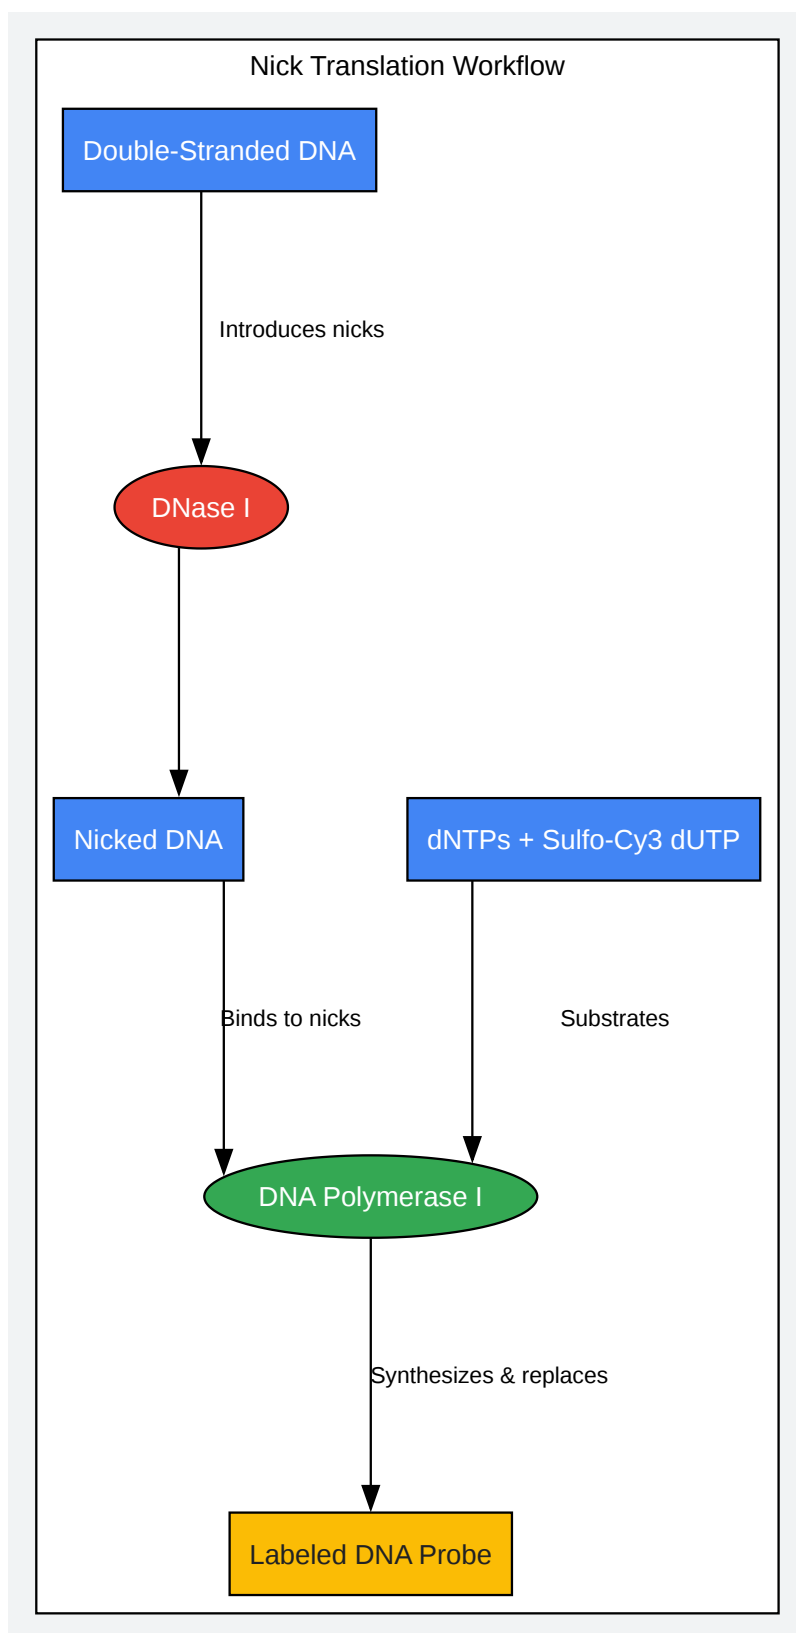 Nick Translation Workflow
Double-Stranded DNA
Introduces nicks
DNase I
Nicked DNA
dNTPs + Sulfo-Cy3 dUTP
Binds to nicks
Substrates
DNA Polymerase I
Synthesizes & replaces
Labeled DNA Probe